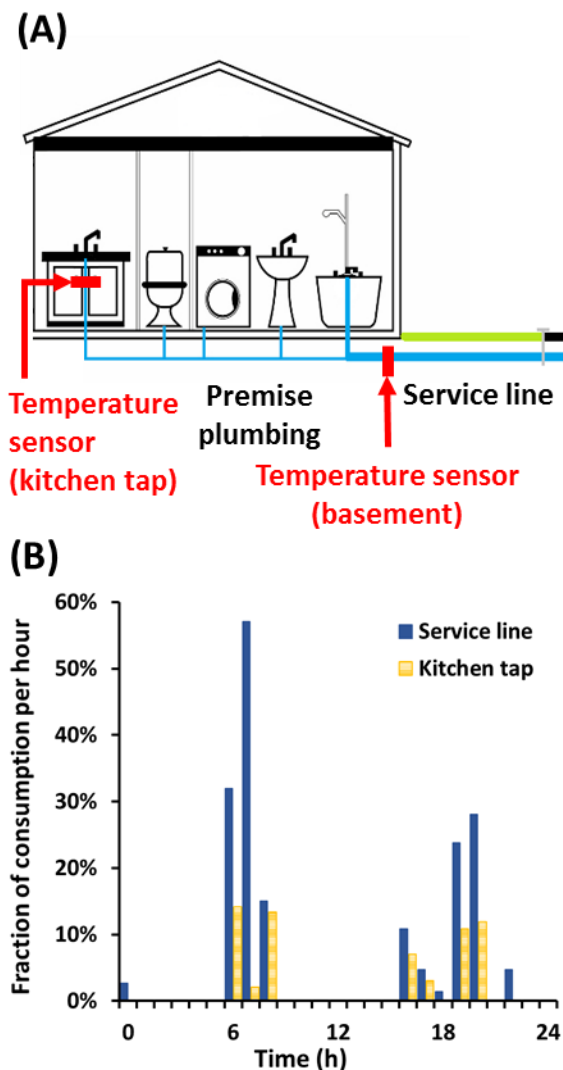 (A)
Temperature
sensor
(kitchen tap)
Premise
plumbing
Service line
Temperature sensor
(basement)
(B)
Fraction of consumption per hour
60%
50%
40%
30%
20%
10%
0%
Service line
Kitchen tap
0 6 12 18 24
Time (h)